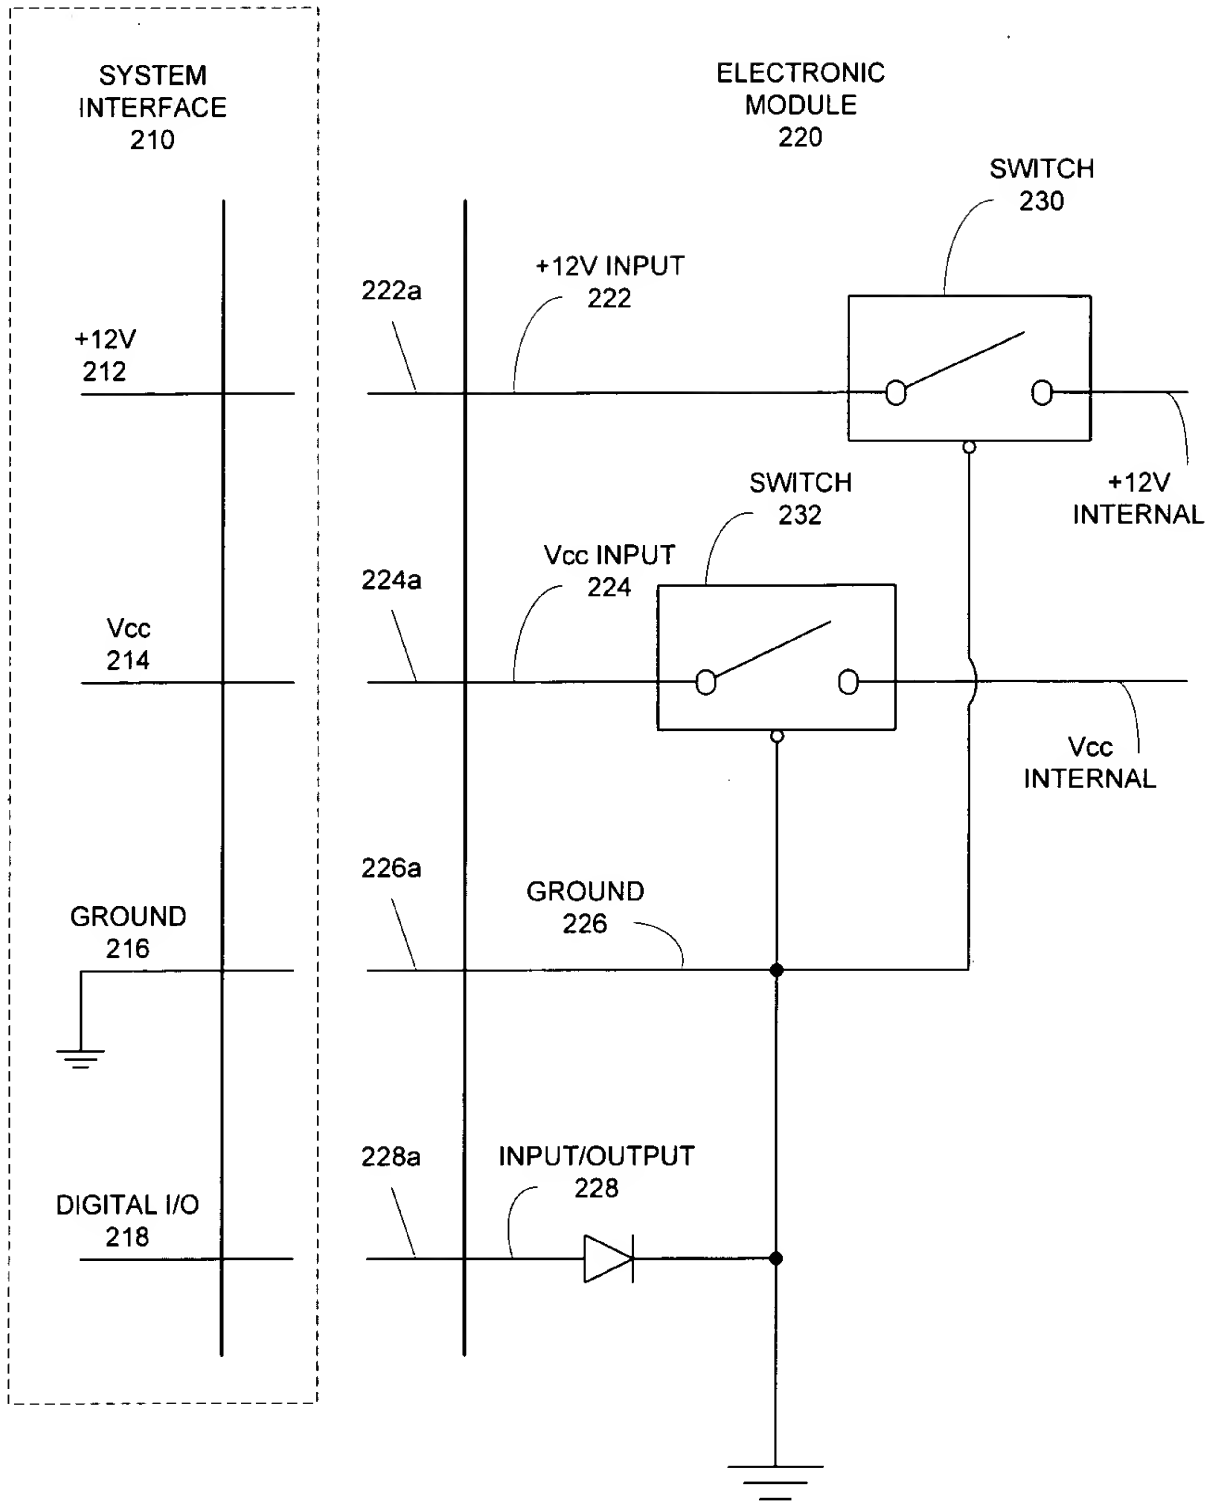 SYSTEM
INTERFACE
210
ELECTRONIC
MODULE
220
SWITCH
230
+12V INPUT
222
222a
+12V
212
+12V
INTERNAL
SWITCH
232
Vcc INPUT
224
224a
Vcc
214
Vcc
INTERNAL
226a
GROUND
226
GROUND
216
228a
INPUT/OUTPUT
228
DIGITAL I/O
218